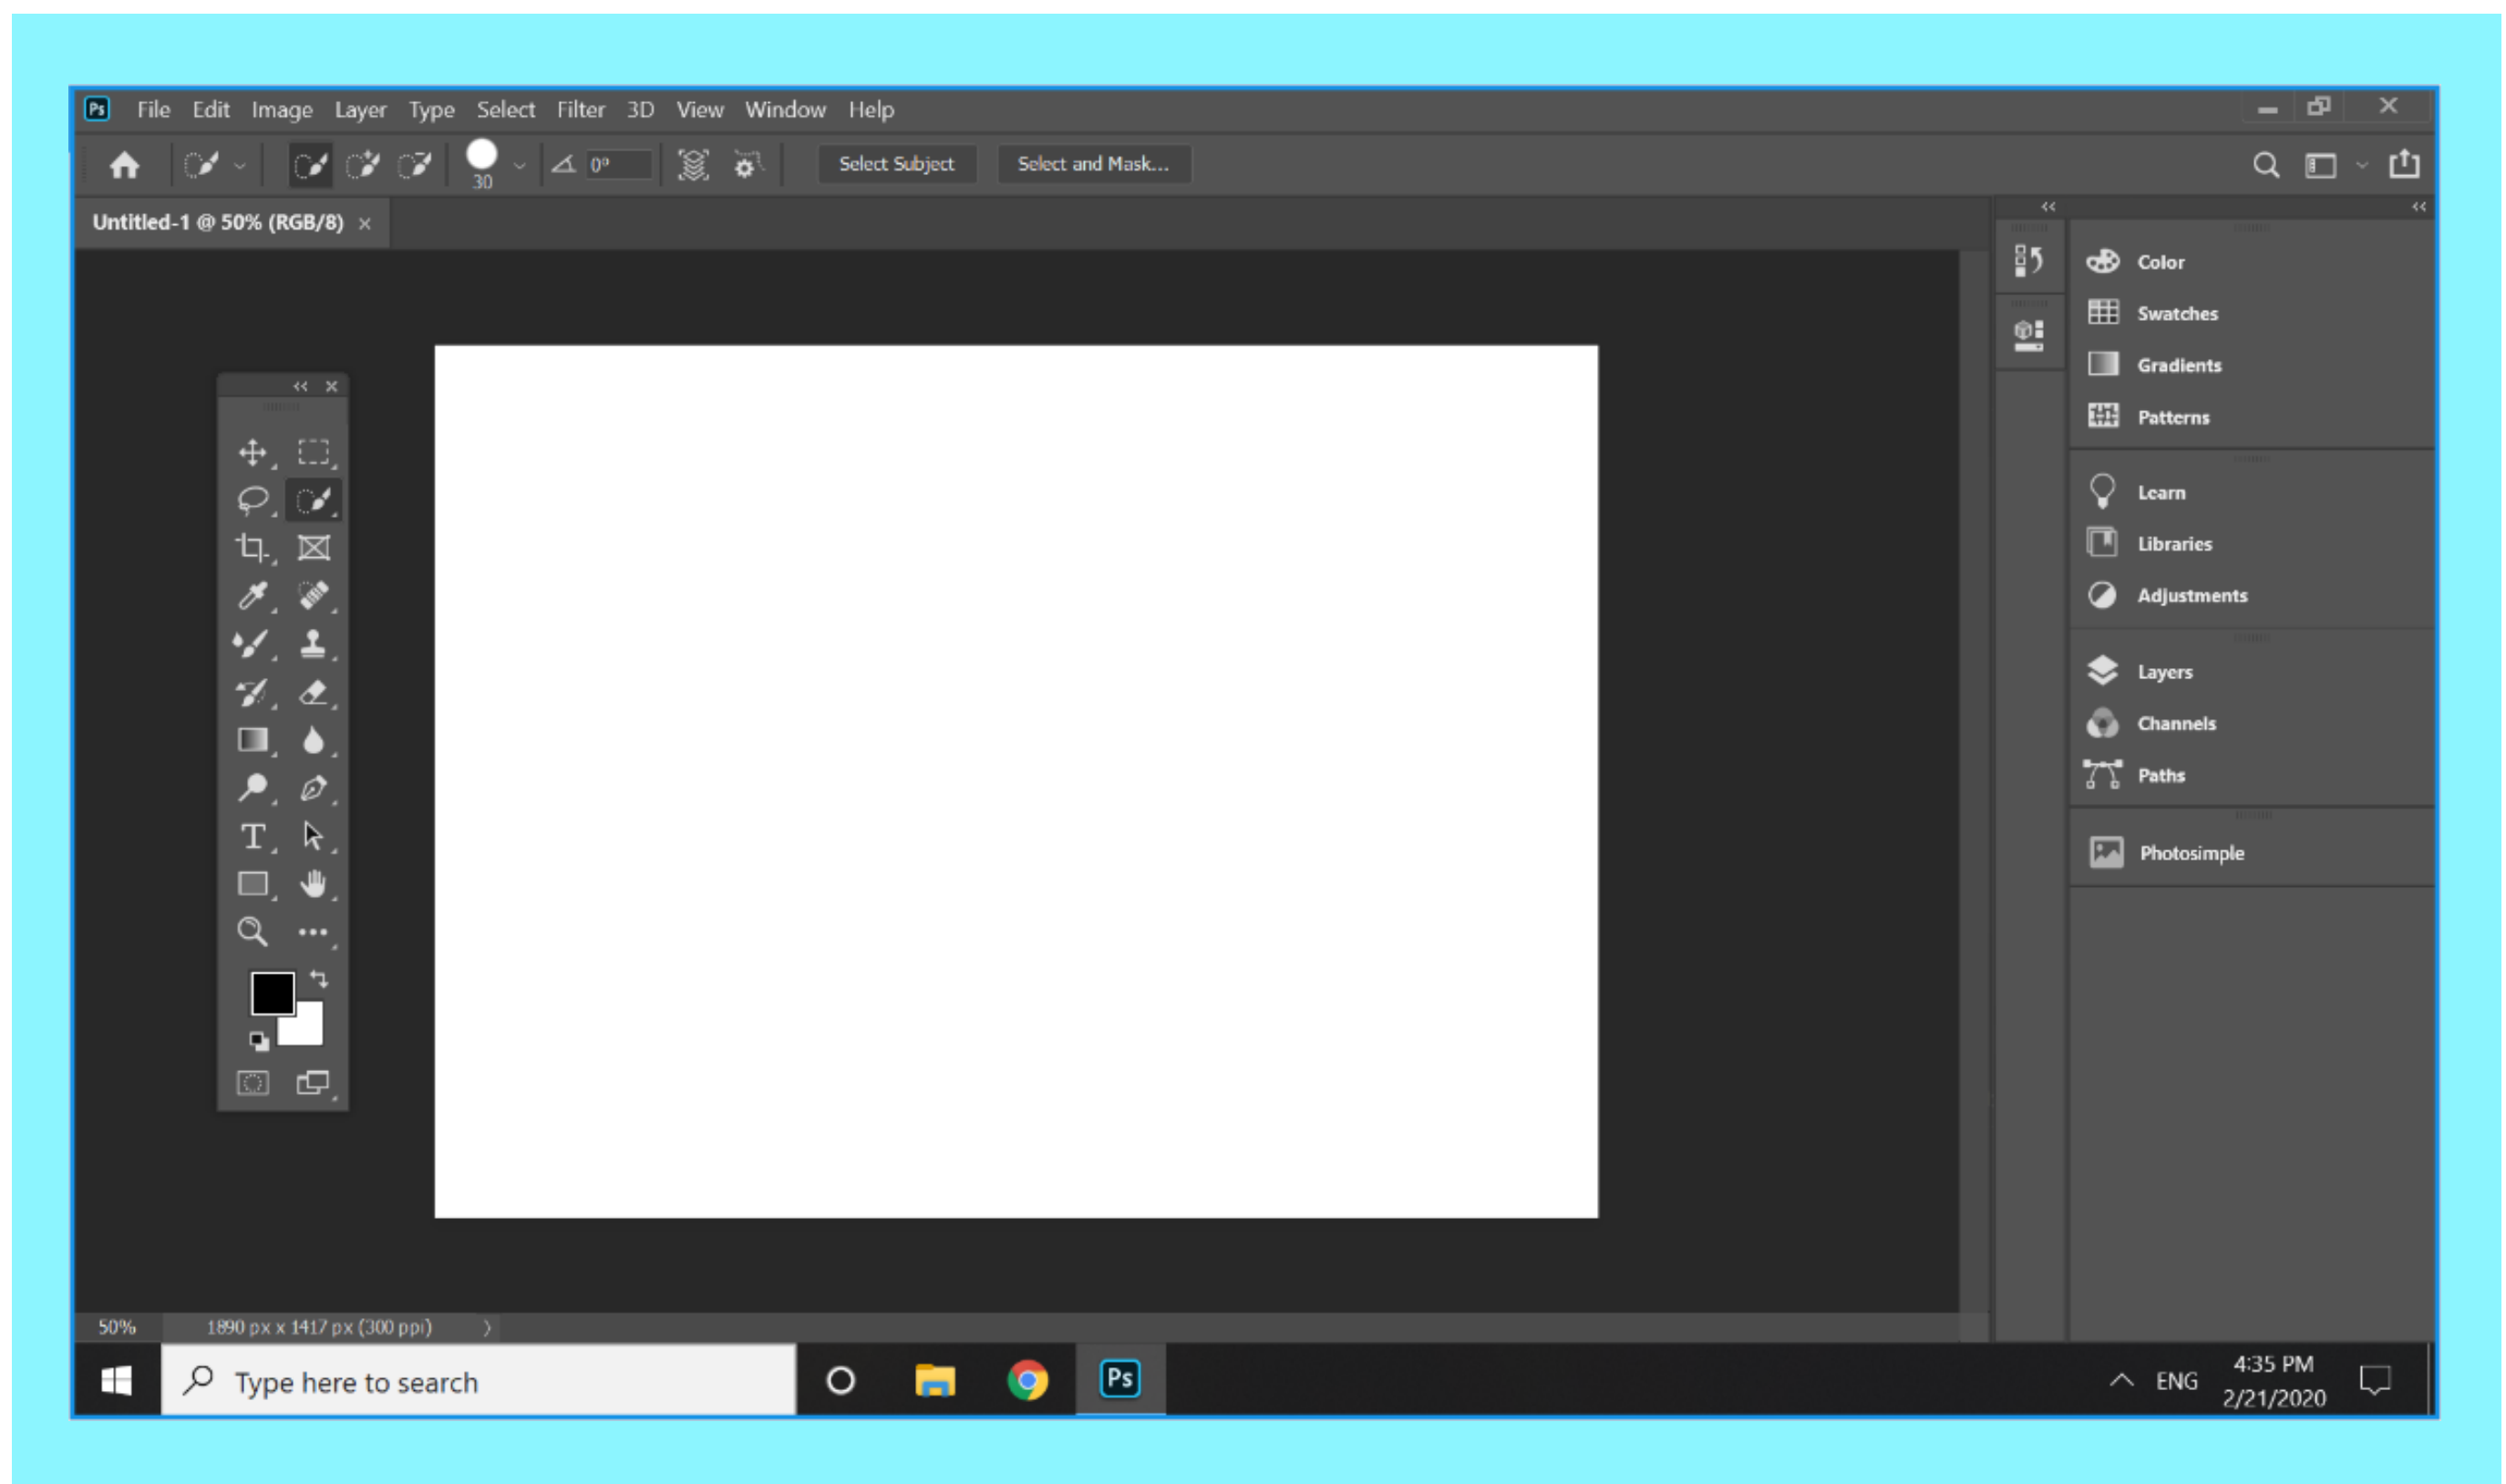 Ps File Edit Image Layer Type Select Filter 3D View Window Help
30 0° Select Subject Select and Mask...
Untitled-1 @ 50% (RGB/8) ×
Color
Swatches
Gradients
Patterns
Learn
Libraries
Adjustments
Layers
Channels
Paths
Photosimple
50% 1890 px x 1417 px (300 ppi)
Type here to search Ps ENG 4:35 PM
2/21/2020